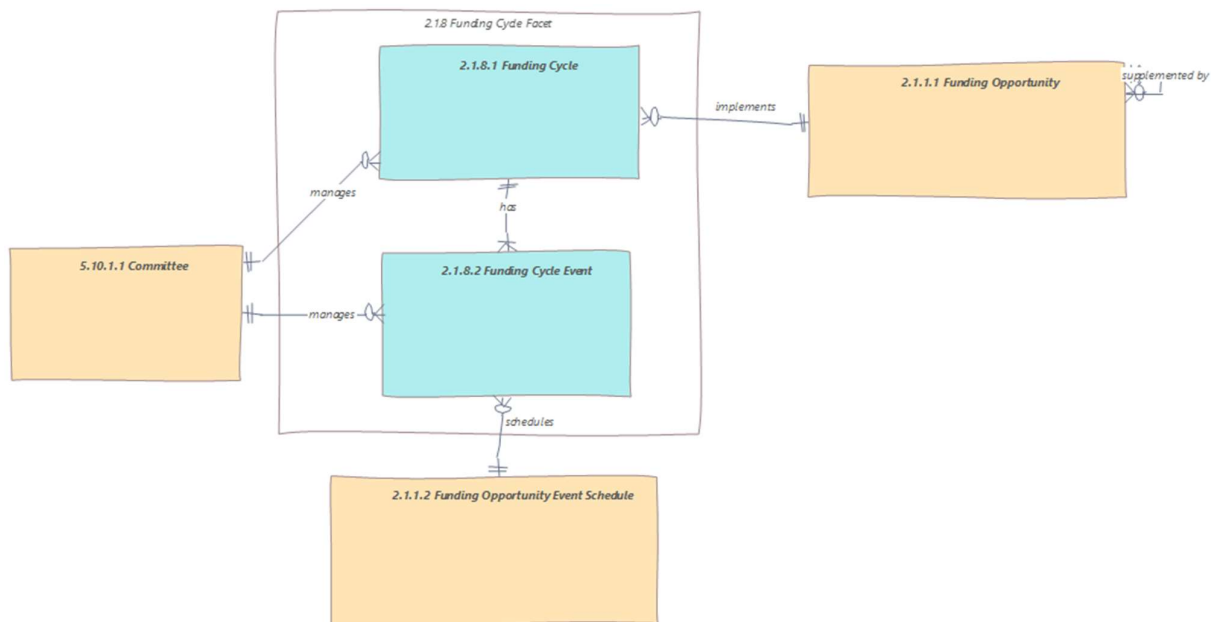 2.1.8 Funding Cycle Facet
2.1.8.1 Funding Cycle
2.1.1.1 Funding Opportunity
supplemented by
implements
manages
has
5.10.1.1 Committee
2.1.8.2 Funding Cycle Event
manages
schedules
2.1.1.2 Funding Opportunity Event Schedule